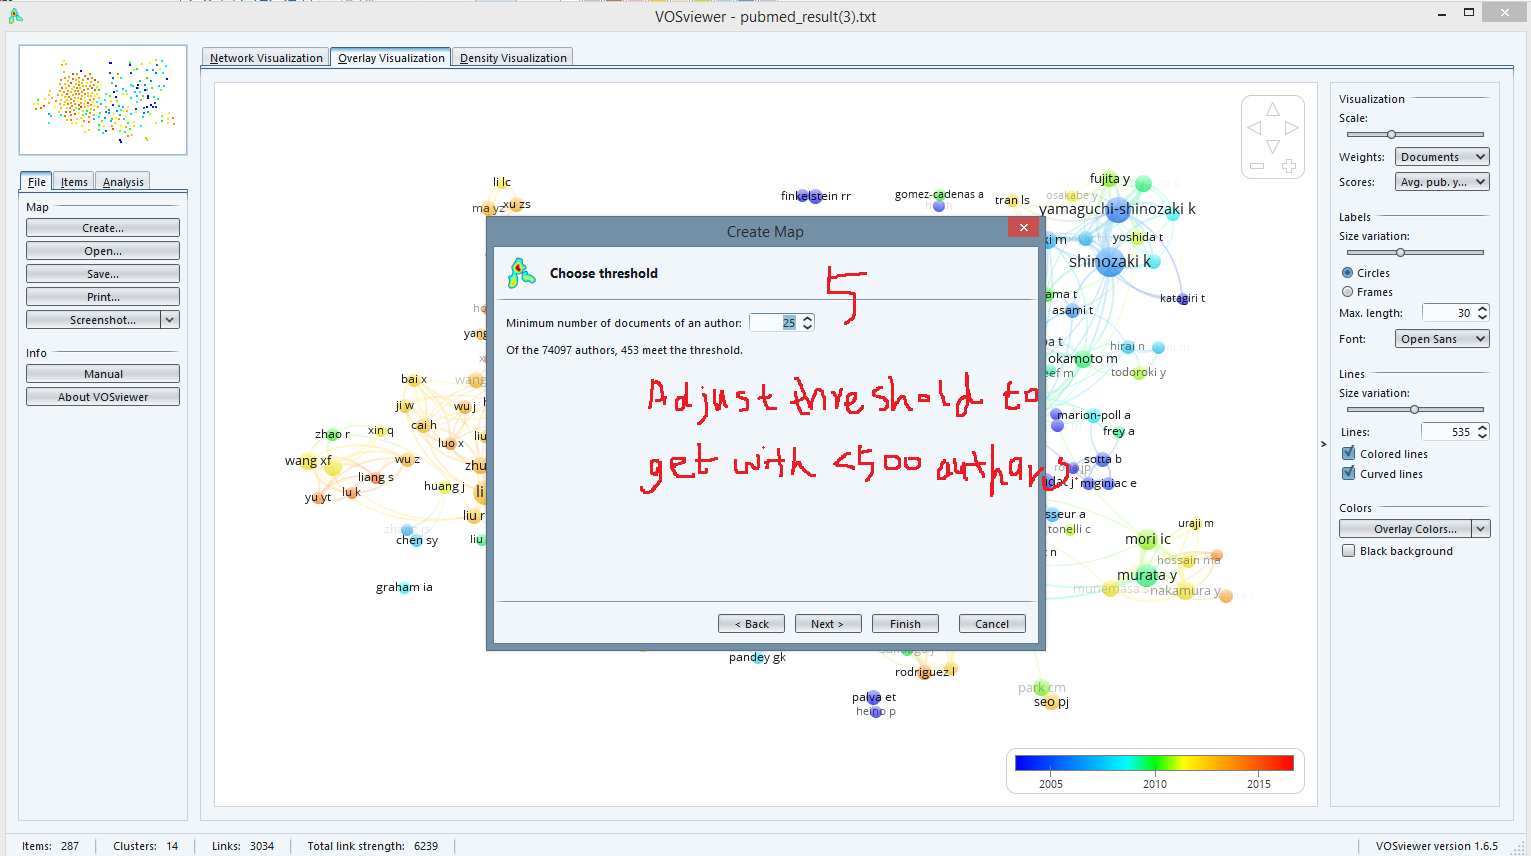 VOSviewer - pubmed_result(3).txt
Network Visualization
Overlay Visualization
Density Visualization
File
Items
Analysis
Map
Create...
Open...
Save...
Print...
Screenshot...
Info
Manual
About VOSviewer
li lc
ma yz
xu zs
finkelstein rr
gomez-cadenas a
tran ls
osakabe y
fujita y
yamaguchi-shinozaki k
ki m
yoshida t
shinozaki k
ama t
katagiri t
asami t
hirai n
okamoto m
todoroki y
marion-poll a
frey a
sotta b
miginiac e
tonelli c
uraji m
mori ic
hossain ma
murata y
munemasa s
nakamura y
yang
bai x
wang
ji w
wu j
cai h
xin q
zhao r
luo x
liu
wang xf
wu z
zhu
liang s
huang j
li
yu yt
lu k
liu r
chen sy
liu
graham ia
pandey gk
rodriguez l
palva et
heino p
park cm
seo pj
Create Map
Choose threshold
5
Minimum number of documents of an author: 25
Of the 74097 authors, 453 meet the threshold.
Adjust threshold to
get with <500 authors
< Back
Next >
Finish
Cancel
2005
2010
2015
Visualization
Scale:
Weights: Documents
Scores: Avg. pub. y...
Labels
Size variation:
Circles
Frames
Max. length: 30
Font: Open Sans
Lines
Size variation:
Lines: 535
Colored lines
Curved lines
Colors
Overlay Colors...
Black background
Items: 287
Clusters: 14
Links: 3034
Total link strength: 6239
VOSviewer version 1.6.5